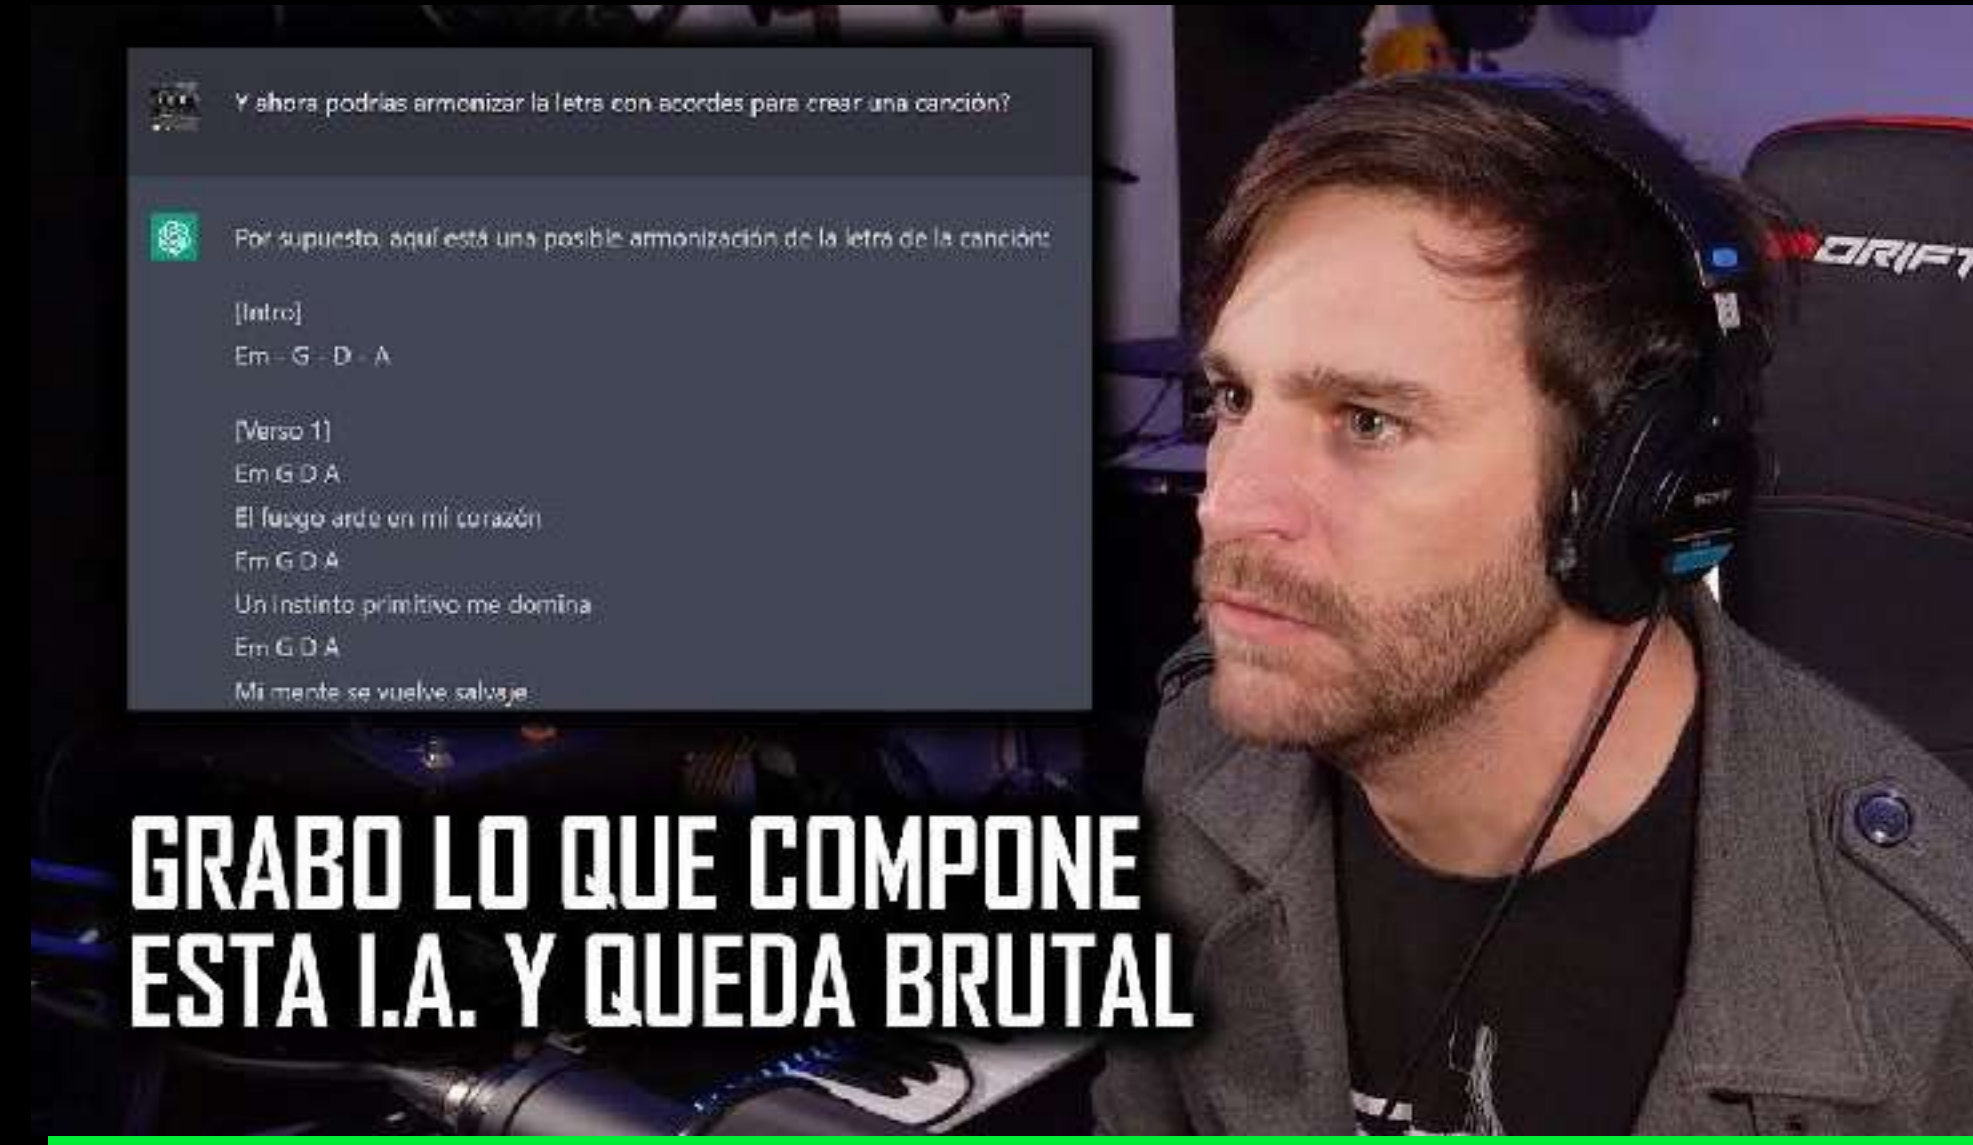 Y ahora podrías armonizar la letra con acordes para crear una canción?
Por supuesto, aquí está una posible armonización de la letra de la canción:
[Intro]
Em - G - D - A
[Verso 1]
Em G D A
El fuego arde en mi corazón
Em G D A
Un instinto primitivo me domina
Em G D A
Mi mente se vuelve salvaje
GRABO LO QUE COMPONE
ESTA I.A. Y QUEDA BRUTAL
DRIFT
SONY